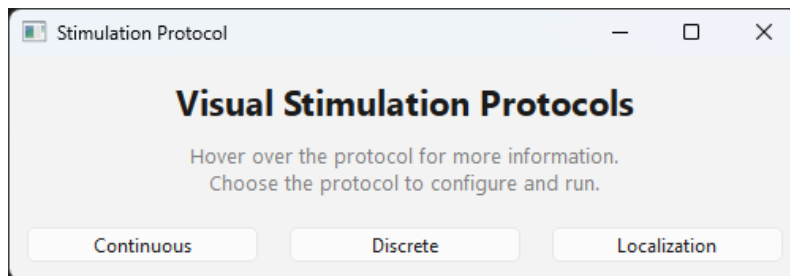 Stimulation Protocol
Visual Stimulation Protocols
Hover over the protocol for more information.
Choose the protocol to configure and run.
Continuous
Discrete
Localization